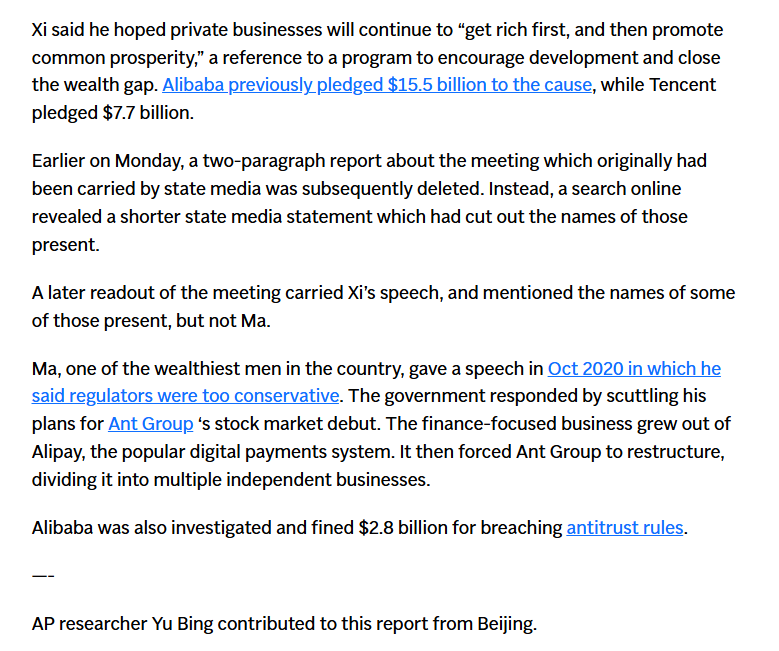 Xi said he hoped private businesses will continue to “get rich first, and then promote
common prosperity,” a reference to a program to encourage development and close
the wealth gap. Alibaba previously pledged $15.5 billion to the cause, while Tencent
pledged $7.7 billion.
Earlier on Monday, a two-paragraph report about the meeting which originally had
been carried by state media was subsequently deleted. Instead, a search online
revealed a shorter state media statement which had cut out the names of those
present.
A later readout of the meeting carried Xi’s speech, and mentioned the names of some
of those present, but not Ma.
Ma, one of the wealthiest men in the country, gave a speech in Oct 2020 in which he
said regulators were too conservative. The government responded by scuttling his
plans for Ant Group ‘s stock market debut. The finance-focused business grew out of
Alipay, the popular digital payments system. It then forced Ant Group to restructure,
dividing it into multiple independent businesses.
Alibaba was also investigated and fined $2.8 billion for breaching antitrust rules.
—-
AP researcher Yu Bing contributed to this report from Beijing.